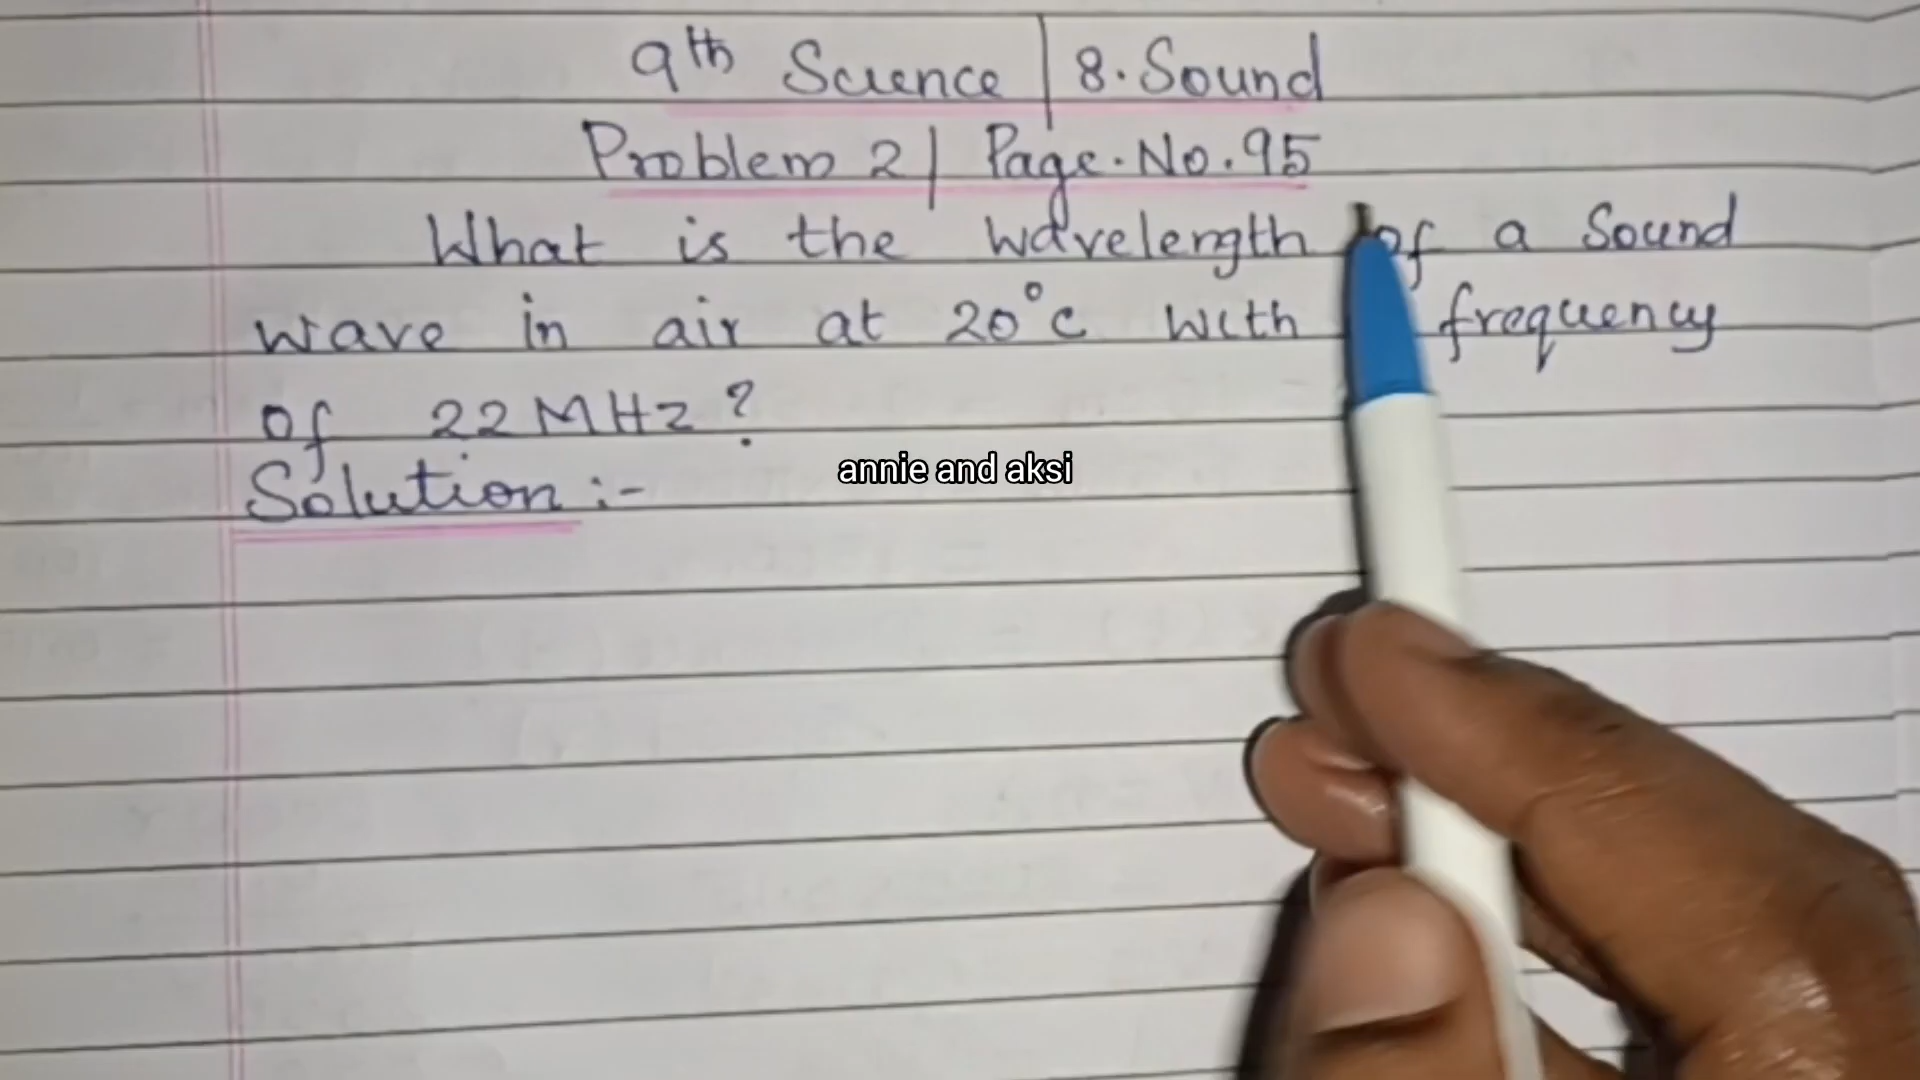 9th Science | 8. Sound
Problem 2 | Page. No. 95
What is the wavelength of a Sound
wave in air at 20°C with frequency
of 22 MHz?
annie and aksi
Solution :-